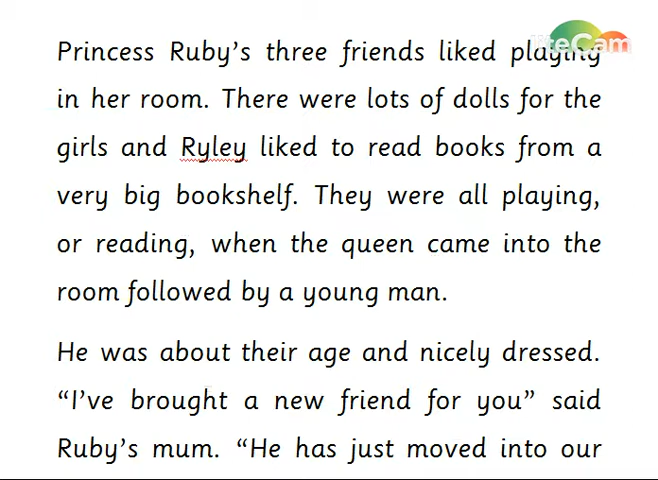 Princess Ruby’s three friends liked playing
in her room. There were lots of dolls for the
girls and Ryley liked to read books from a
very big bookshelf. They were all playing,
or reading, when the queen came into the
room followed by a young man.
He was about their age and nicely dressed.
“I’ve brought a new friend for you” said
Ruby’s mum. “He has just moved into our
liteCam